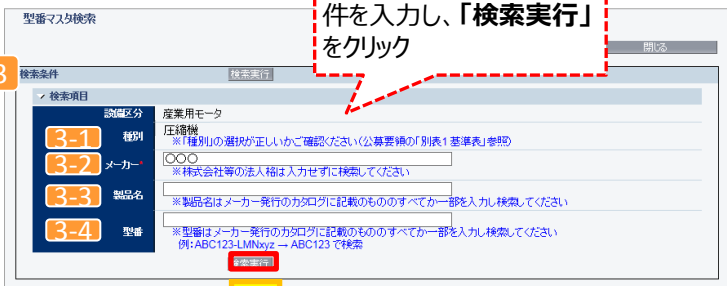 件を入力し、「検索実行」
をクリック
型番マスタ検索
閉じる
3
検索条件
検索実行
検索項目
設備区分 産業用モータ
3-1 種別 圧縮機
※「種別」の選択が正しいかご確認ください(公募要領の「別表1 基準表」参照)
3-2 メーカー* 〇〇〇
※株式会社等の法人格は入力せずに検索してください
3-3 製品名
※製品名はメーカー発行のカタログに記載のもののすべてか一部を入力し検索してください
3-4 型番
※型番はメーカー発行のカタログに記載のもののすべてか一部を入力し検索してください
例:ABC123-LMNxyz → ABC123 で検索
検索実行